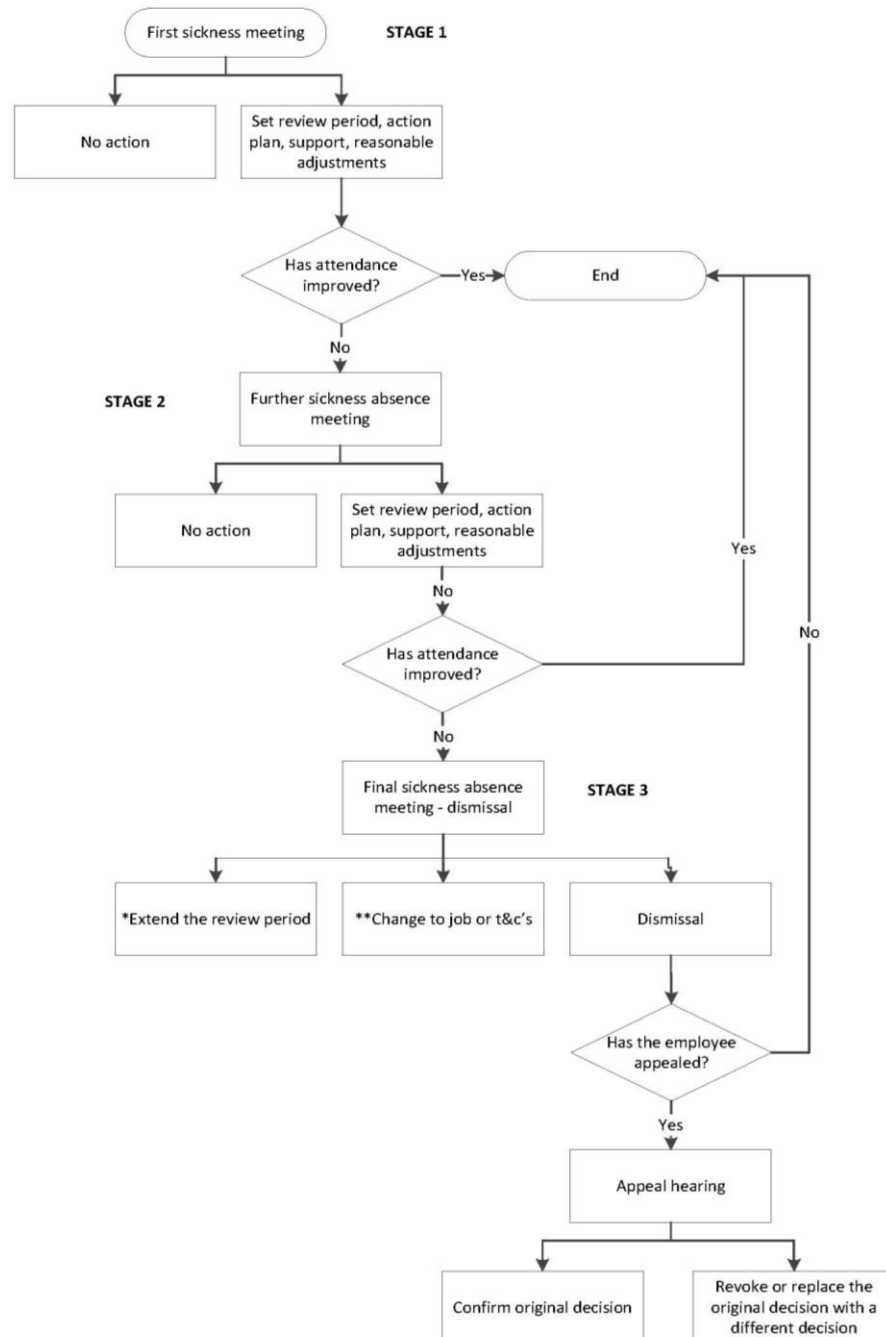 First sickness meeting
STAGE 1
No action
Set review period, action
plan, support, reasonable
adjustments
Has attendance
improved?
Yes
End
No
STAGE 2
Further sickness absence
meeting
No action
Set review period, action
plan, support, reasonable
adjustments
Yes
No
No
Has attendance
improved?
No
Final sickness absence
meeting - dismissal
STAGE 3
*Extend the review period
**Change to job or t&c's
Dismissal
Has the employee
appealed?
Yes
Appeal hearing
Confirm original decision
Revoke or replace the
original decision with a
different decision